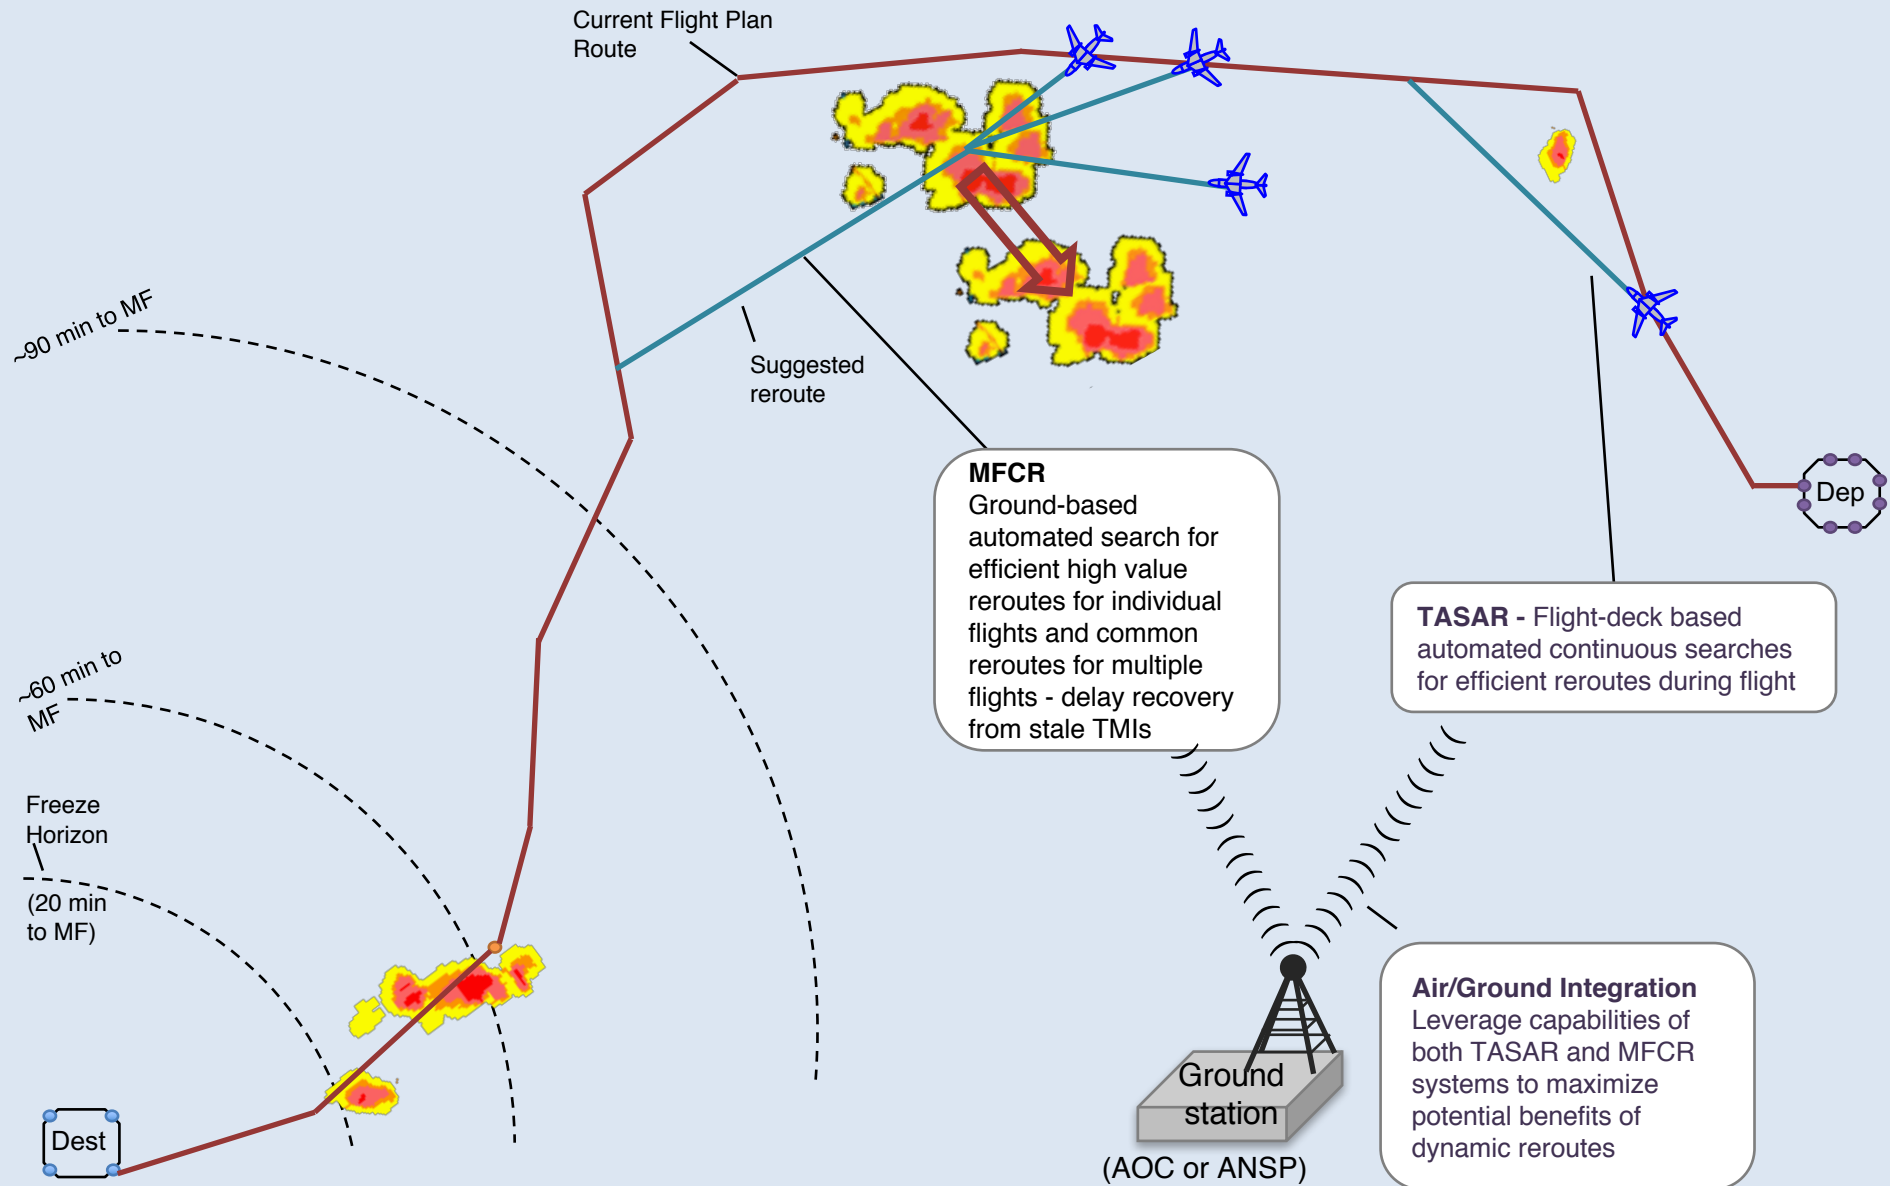 Current Flight Plan
Route
~90 min to MF
Suggested
reroute
MFCR
Ground-based
automated search for
efficient high value
reroutes for individual
flights and common
reroutes for multiple
flights - delay recovery
from stale TMIs
Dep
TASAR - Flight-deck based
automated continuous searches
for efficient reroutes during flight
~60 min to
MF
Freeze
Horizon
(20 min
to MF)
Dest
Ground
station
(AOC or ANSP)
Air/Ground Integration
Leverage capabilities of
both TASAR and MFCR
systems to maximize
potential benefits of
dynamic reroutes